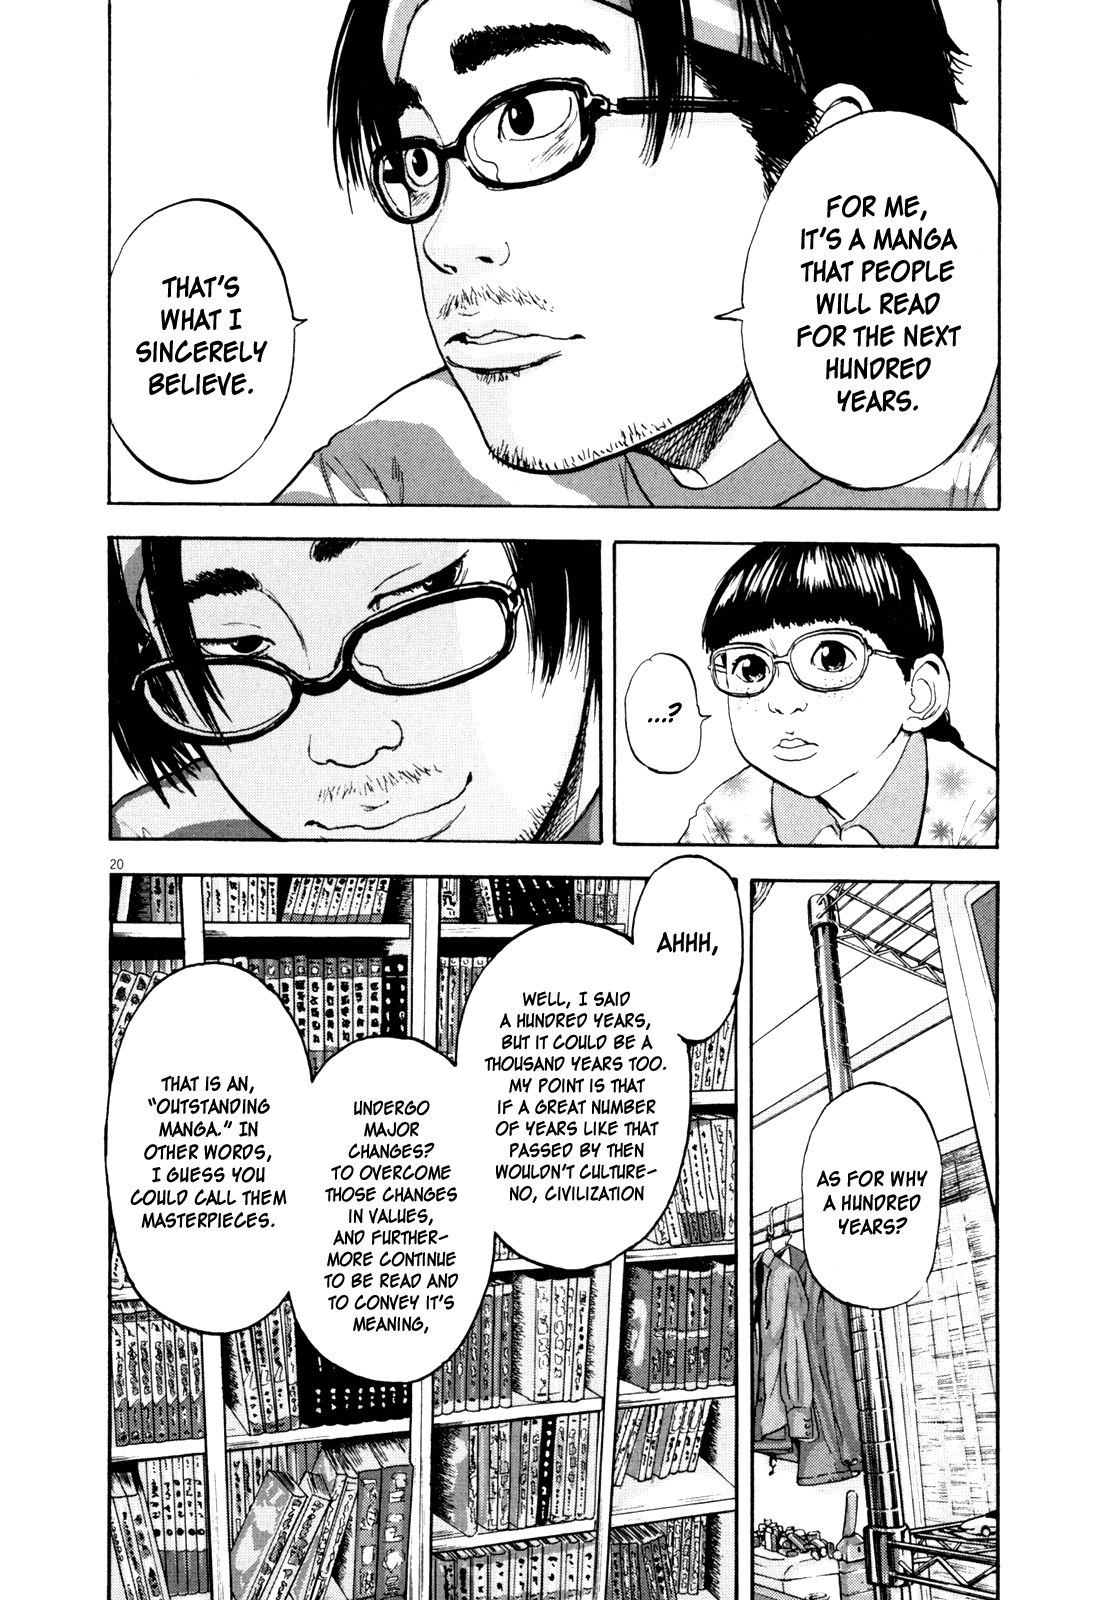 FOR ME,
IT'S A MANGA
THAT PEOPLE
WILL READ
FOR THE NEXT
HUNDRED
YEARS.
THAT'S
WHAT I
SINCERELY
BELIEVE.
...?
20
AS FOR WHY
A HUNDRED
YEARS?
AHHH,
WELL, I SAID
A HUNDRED YEARS,
BUT IT COULD BE A
THOUSAND YEARS TOO.
MY POINT IS THAT
IF A GREAT NUMBER
OF YEARS LIKE THAT
PASSED BY THEN
WOULDN'T CULTURE-
NO, CIVILIZATION
UNDERGO
MAJOR
CHANGES?
TO OVERCOME
THOSE CHANGES
IN VALUES,
AND FURTHER-
MORE CONTINUE
TO BE READ AND
TO CONVEY IT'S
MEANING,
THAT IS AN,
"OUTSTANDING
MANGA." IN
OTHER WORDS,
I GUESS YOU
COULD CALL THEM
MASTERPIECES.